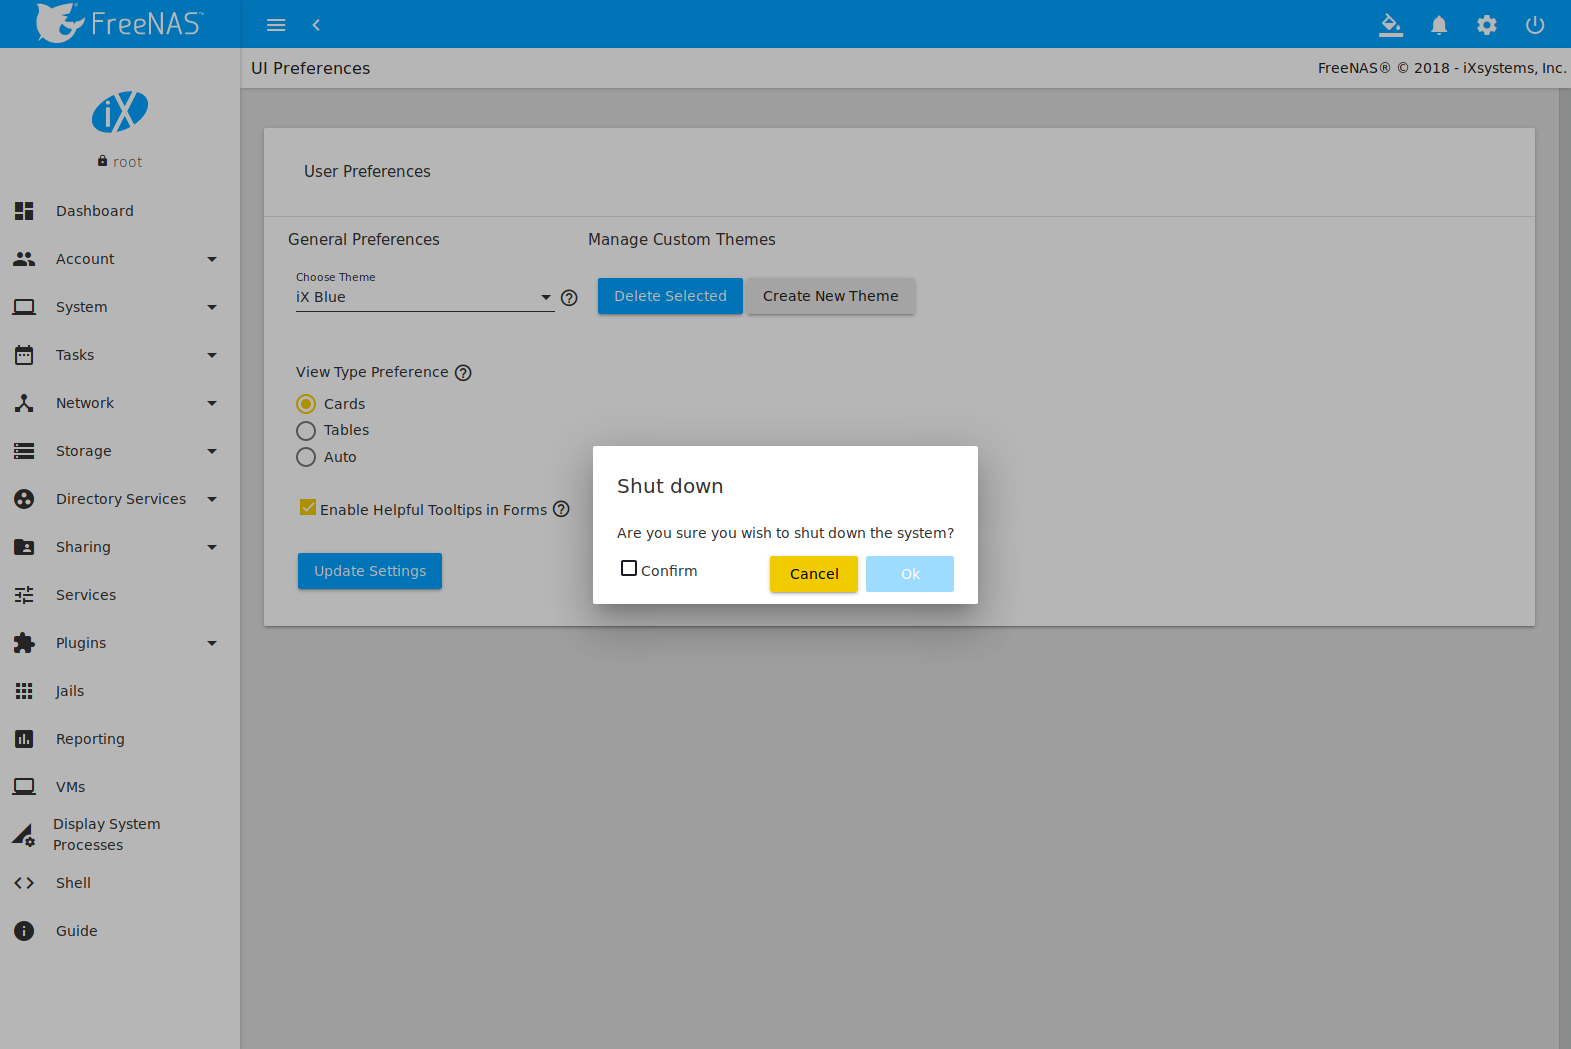 FreeNAS™
UI Preferences
FreeNAS® © 2018 - iXsystems, Inc.
iX
root
Dashboard
Account
System
Tasks
Network
Storage
Directory Services
Sharing
Services
Plugins
Jails
Reporting
VMs
Display System
Processes
Shell
Guide
User Preferences
General Preferences
Manage Custom Themes
Choose Theme
iX Blue
Delete Selected
Create New Theme
View Type Preference
Cards
Tables
Auto
Enable Helpful Tooltips in Forms
Update Settings
Shut down
Are you sure you wish to shut down the system?
Confirm
Cancel
Ok